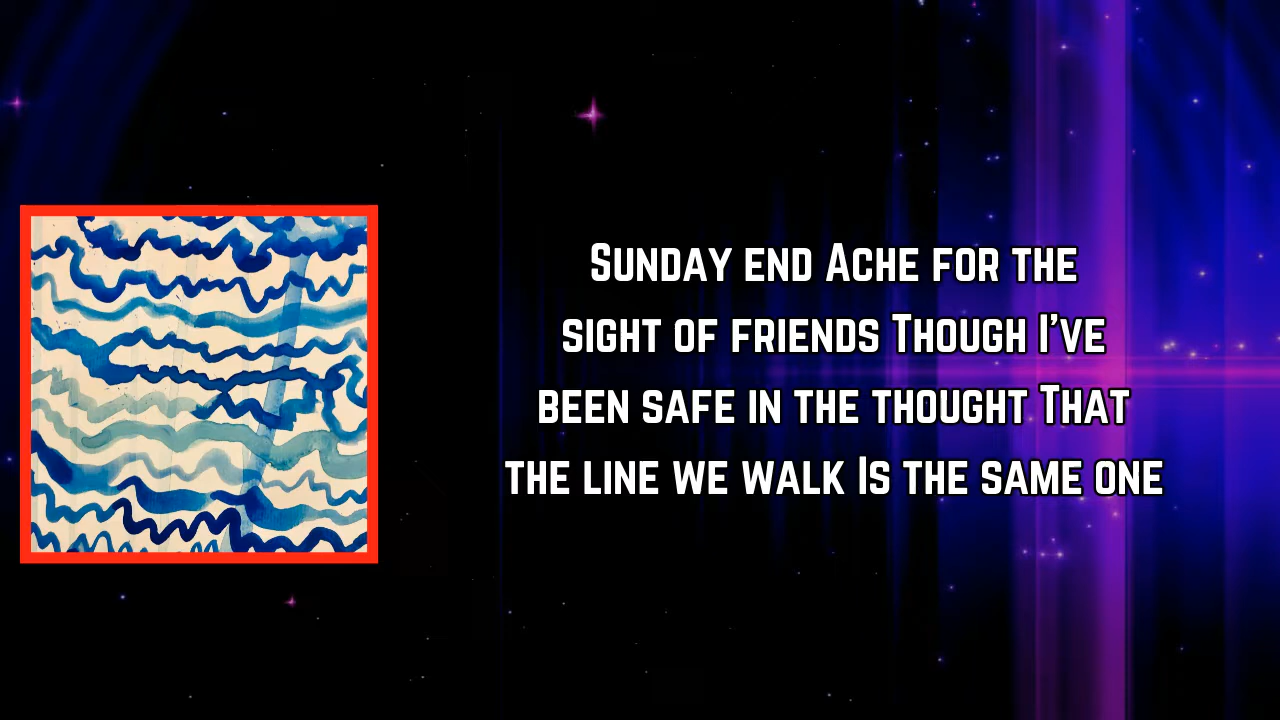 Sunday end Ache for the
sight of friends Though I've
been safe in the thought That
the line we walk Is the same one